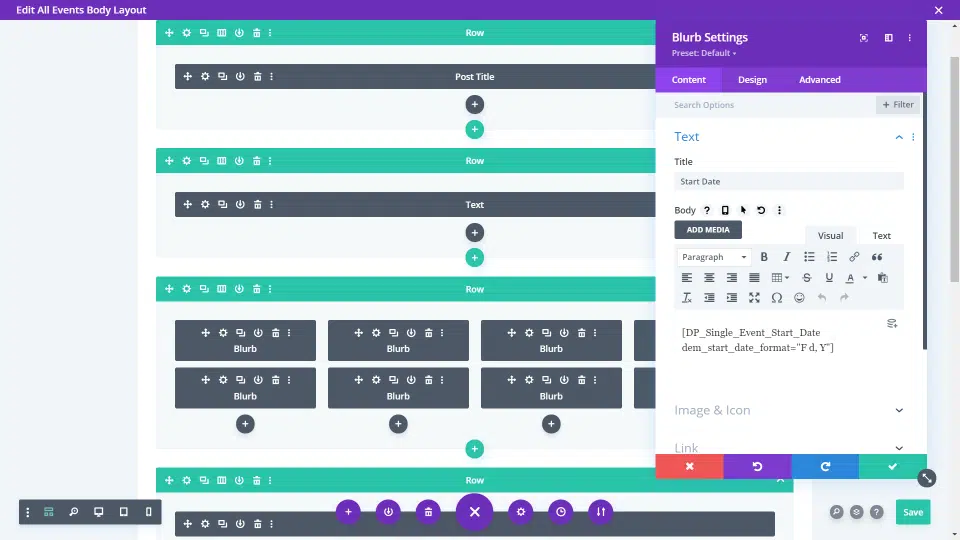 Edit All Events Body Layout
Row
Post Title
Row
Text
Row
Blurb Blurb Blurb
Blurb Blurb Blurb
Row
Blurb Settings
Preset: Default
Content Design Advanced
Search Options + Filter
Text
Title
Start Date
Body
ADD MEDIA
Visual Text
Paragraph
[DP_Single_Event_Start_Date
dem_start_date_format="F d, Y"]
Image & Icon
Link
Save